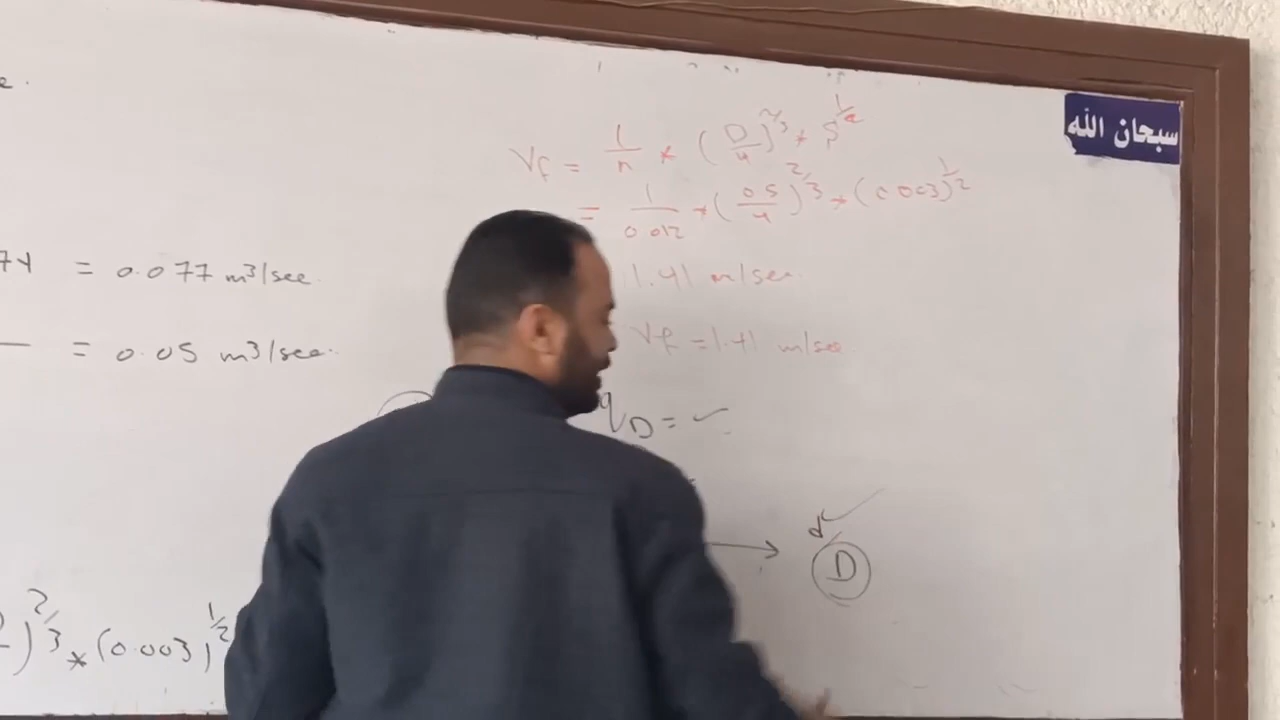 سبحان الله
e.
Vf = 1/n * (D/4)^2/3 * S^1/2
= 1/0.012 * (0.5/4)^2/3 * (0.003)^1/2
1.41 m/sec.
Vf = 1.41 m/sec
74 = 0.077 m3/sec.
= 0.05 m3/sec.
qD = ✓
d/D ✓
)^2/3 * (0.003)^1/2